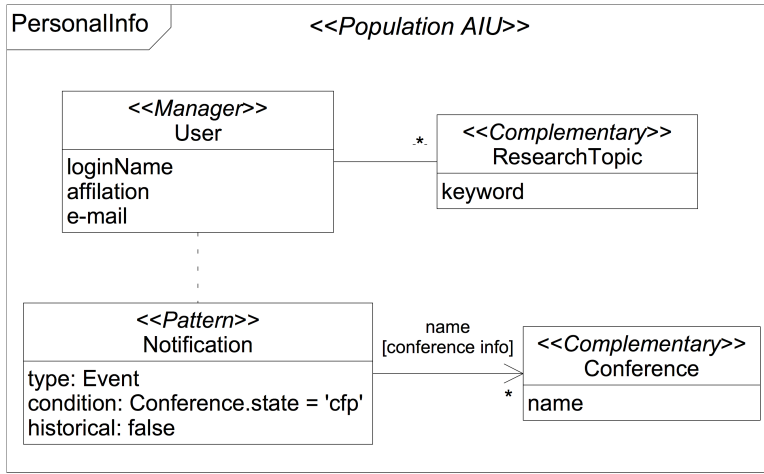 PersonalInfo
<<Population AIU>>
<<Manager>>
User
loginName
affilation
e-mail
*
<<Complementary>>
ResearchTopic
keyword
<<Pattern>>
Notification
type: Event
condition: Conference.state = 'cfp'
historical: false
name
[conference info]
*
<<Complementary>>
Conference
name